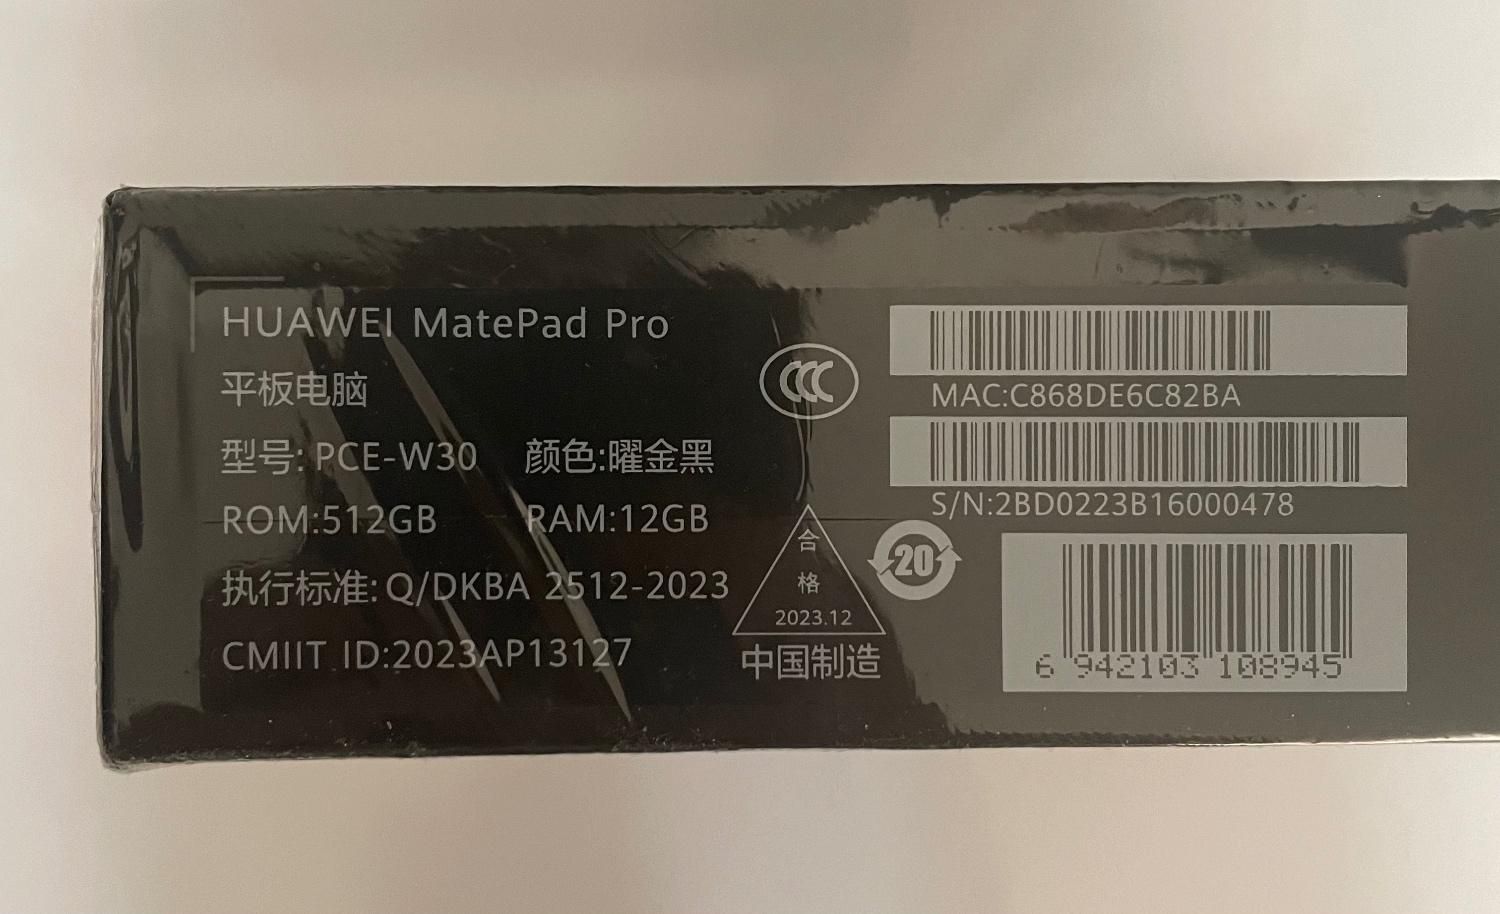 HUAWEI MatePad Pro
平板电脑
型号: PCE-W30 颜色:曜金黑
ROM:512GB RAM:12GB
执行标准: Q/DKBA 2512-2023
CMIIT ID:2023AP13127
CCC
合
格
2023.12
中国制造
20
MAC:C868DE6C82BA
S/N:2BD0223B16000478
6 942103 108945